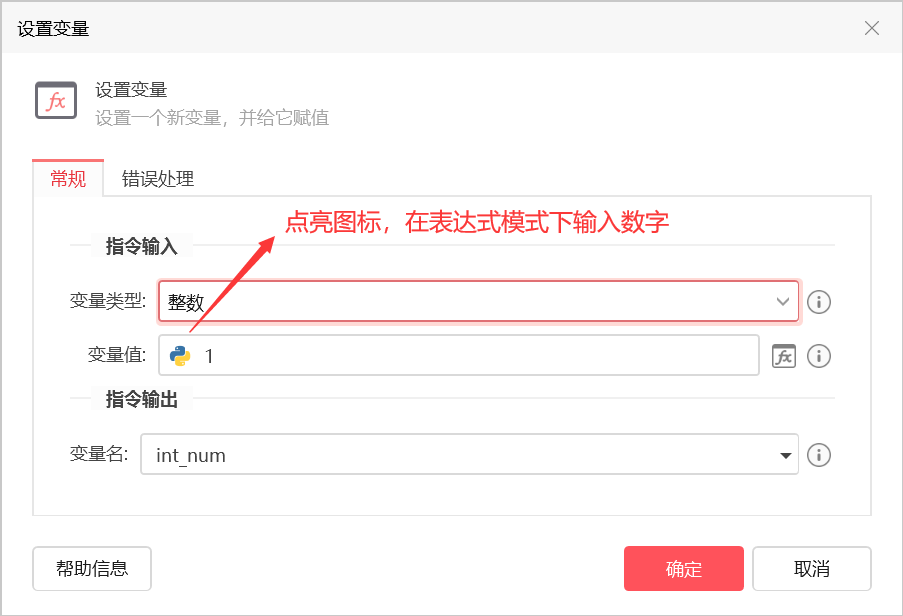 设置变量
fx
设置变量
设置一个新变量，并给它赋值
常规 错误处理
点亮图标，在表达式模式下输入数字
指令输入
变量类型: 整数
变量值: 1 fx
指令输出
变量名: int_num
帮助信息 确定 取消